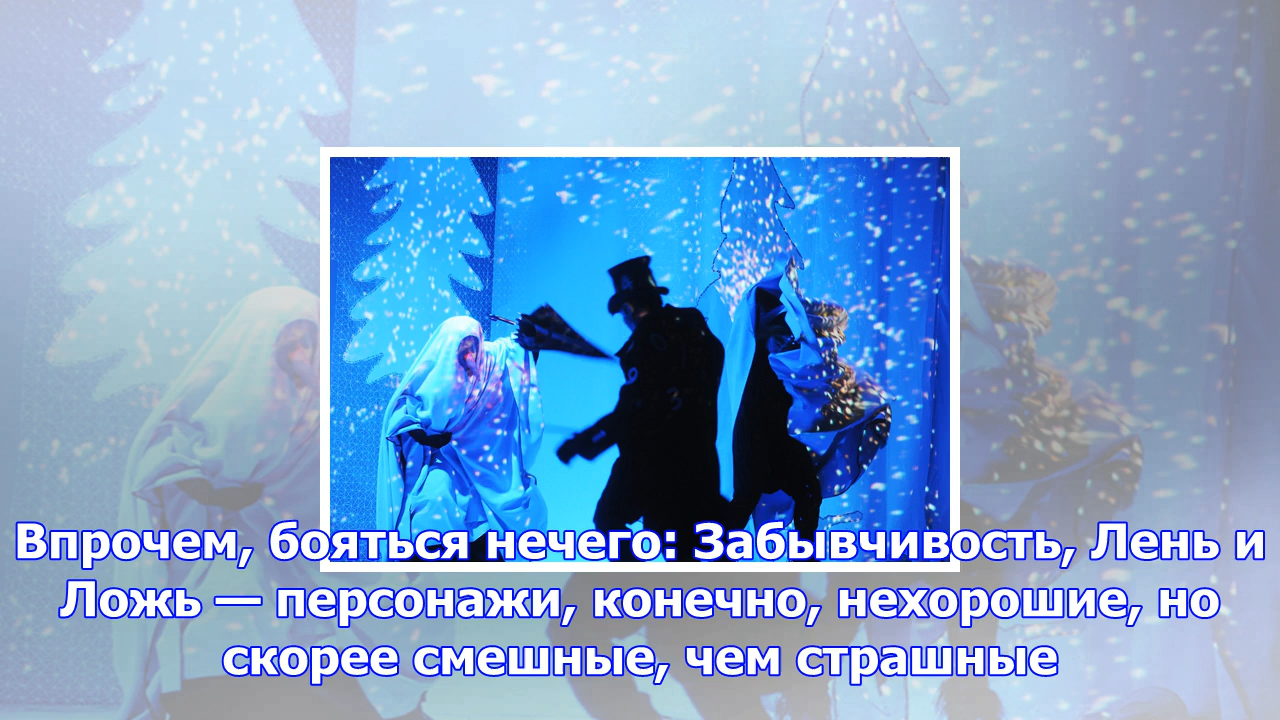 Впрочем, бояться нечего: Забывчивость, Лень и
Ложь — персонажи, конечно, нехорошие, но
скорее смешные, чем страшные